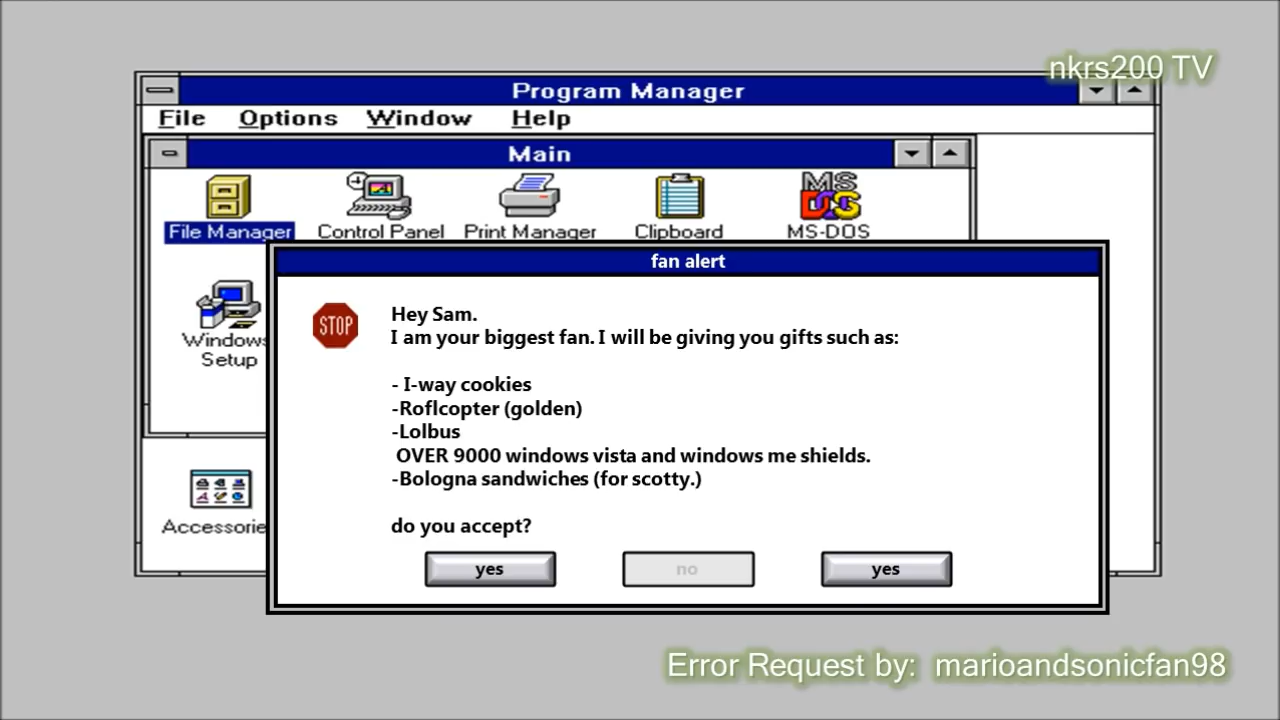 nkrs200 TV
Program Manager
File Options Window Help
Main
File Manager Control Panel Print Manager Clipboard MS-DOS
fan alert
Windows
Setup
STOP
Hey Sam.
I am your biggest fan. I will be giving you gifts such as:
- I-way cookies
-Roflcopter (golden)
-Lolbus
OVER 9000 windows vista and windows me shields.
-Bologna sandwiches (for scotty.)
do you accept?
Accessorie
yes no yes
Error Request by: marioandsonicfan98